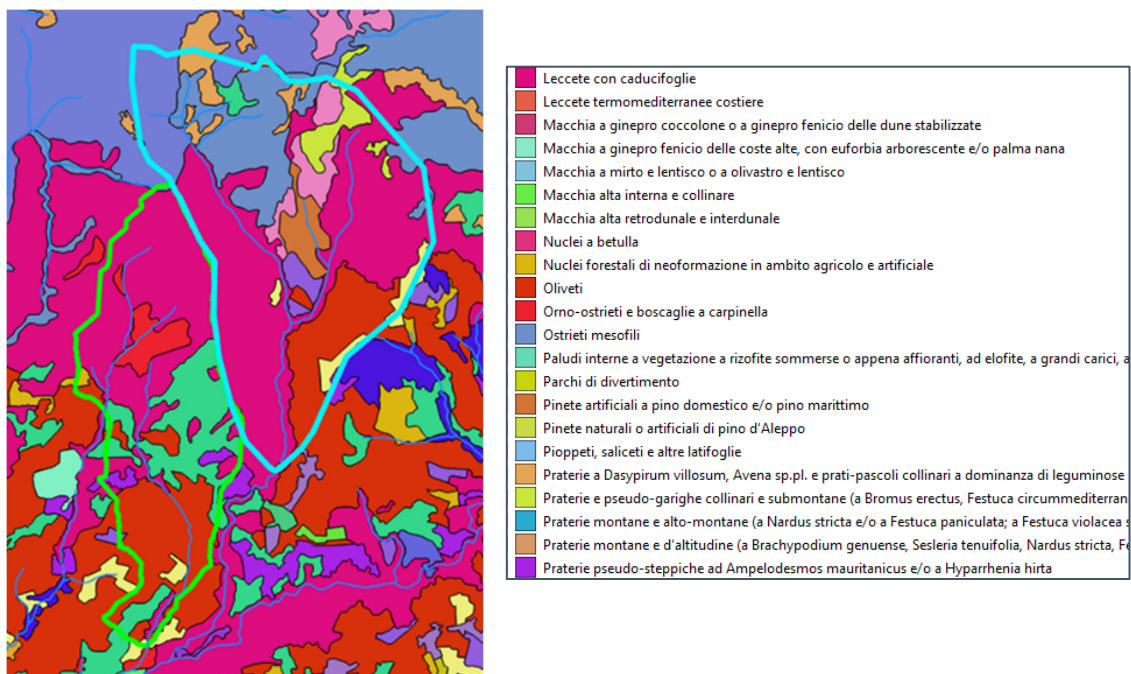 Leccete con caducifoglie
Leccete termomediterranee costiere
Macchia a ginepro coccolone o a ginepro fenicio delle dune stabilizzate
Macchia a ginepro fenicio delle coste alte, con euforbia arborescente e/o palma nana
Macchia a mirto e lentisco o a olivastro e lentisco
Macchia alta interna e collinare
Macchia alta retrodunale e interdunale
Nuclei a betulla
Nuclei forestali di neoformazione in ambito agricolo e artificiale
Oliveti
Orno-ostrieti e boscaglie a carpinella
Ostrieti mesofili
Paludi interne a vegetazione a rizofite sommerse o appena affioranti, ad elofite, a grandi carici, a
Parchi di divertimento
Pinete artificiali a pino domestico e/o pino marittimo
Pinete naturali o artificiali di pino d'Aleppo
Pioppeti, saliceti e altre latifoglie
Praterie a Dasypirum villosum, Avena sp.pl. e prati-pascoli collinari a dominanza di leguminose
Praterie e pseudo-garighe collinari e submontane (a Bromus erectus, Festuca circummediterran
Praterie montane e alto-montane (a Nardus stricta e/o a Festuca paniculata; a Festuca violacea s
Praterie montane e d'altitudine (a Brachypodium genuense, Sesleria tenuifolia, Nardus stricta, Fe
Praterie pseudo-steppiche ad Ampelodesmos mauritanicus e/o a Hyparrhenia hirta